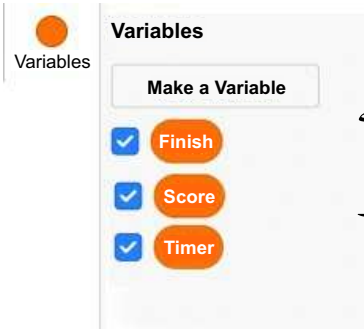 Variables
Variables
Make a Variable
Finish
Score
Timer